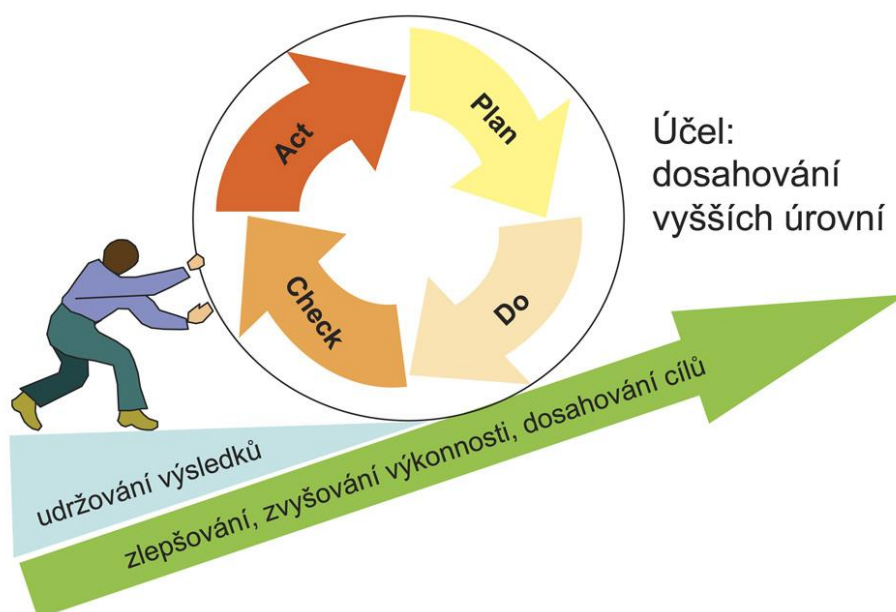 Act
Plan
Check
Do
Účel:
dosahování
vyšších úrovní
udržování výsledků
zlepšování, zvyšování výkonnosti, dosahování cílů